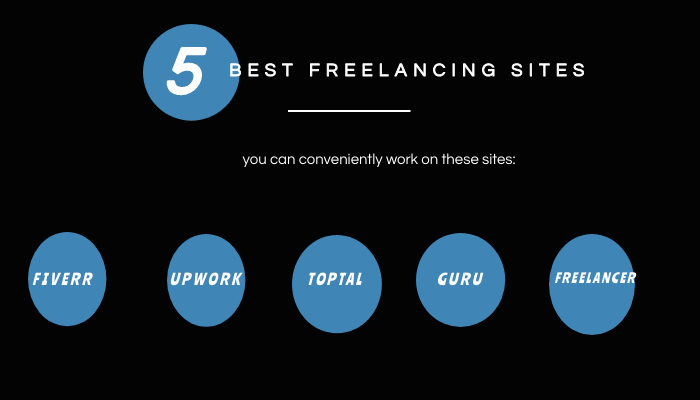 5 BEST FREELANCING SITES
you can conveniently work on these sites:
FIVERR UPWORK TOPTAL GURU FREELANCER